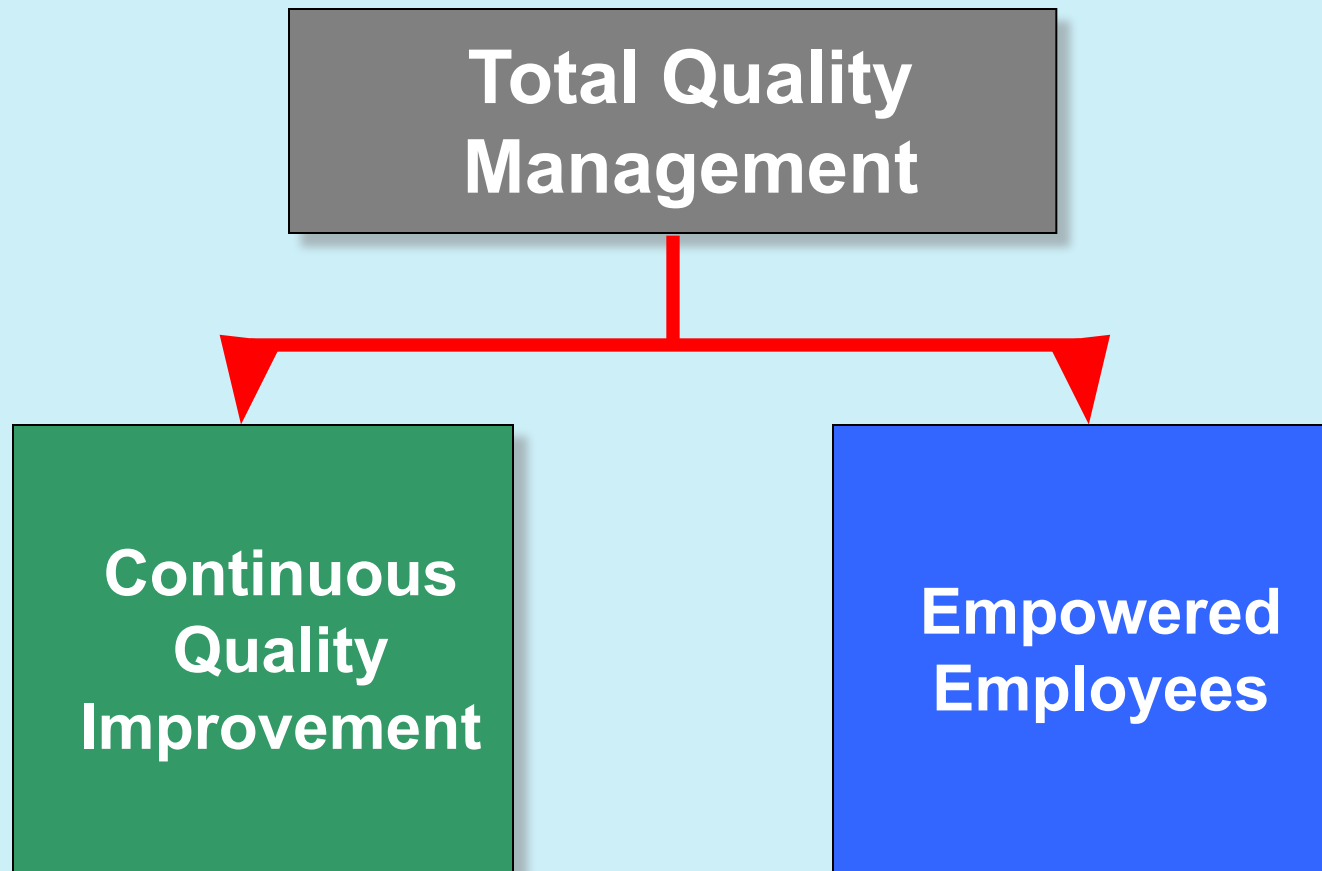 Total Quality
Management
Continuous
Quality
Improvement
Empowered
Employees